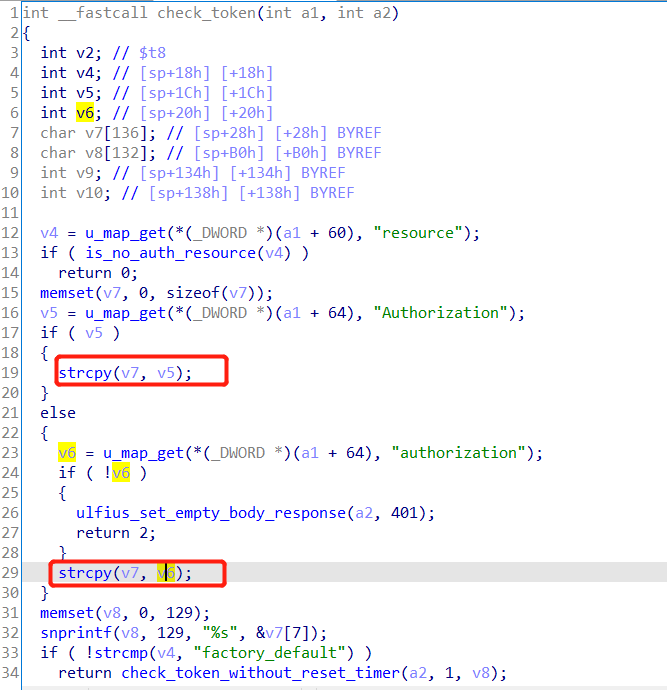 1 int __fastcall check_token(int a1, int a2)
2 {
3 int v2; // $t8
4 int v4; // [sp+18h] [+18h]
5 int v5; // [sp+1Ch] [+1Ch]
6 int v6; // [sp+20h] [+20h]
7 char v7[136]; // [sp+28h] [+28h] BYREF
8 char v8[132]; // [sp+B0h] [+B0h] BYREF
9 int v9; // [sp+134h] [+134h] BYREF
10 int v10; // [sp+138h] [+138h] BYREF
11
12 v4 = u_map_get(*(_DWORD *)(a1 + 60), "resource");
13 if ( is_no_auth_resource(v4) )
14 return 0;
15 memset(v7, 0, sizeof(v7));
16 v5 = u_map_get(*(_DWORD *)(a1 + 64), "Authorization");
17 if ( v5 )
18 {
19 strcpy(v7, v5);
20 }
21 else
22 {
23 v6 = u_map_get(*(_DWORD *)(a1 + 64), "authorization");
24 if ( !v6 )
25 {
26 ulfius_set_empty_body_response(a2, 401);
27 return 2;
28 }
29 strcpy(v7, v6);
30 }
31 memset(v8, 0, 129);
32 snprintf(v8, 129, "%s", &v7[7]);
33 if ( !strcmp(v4, "factory_default") )
34 return check_token_without_reset_timer(a2, 1, v8);